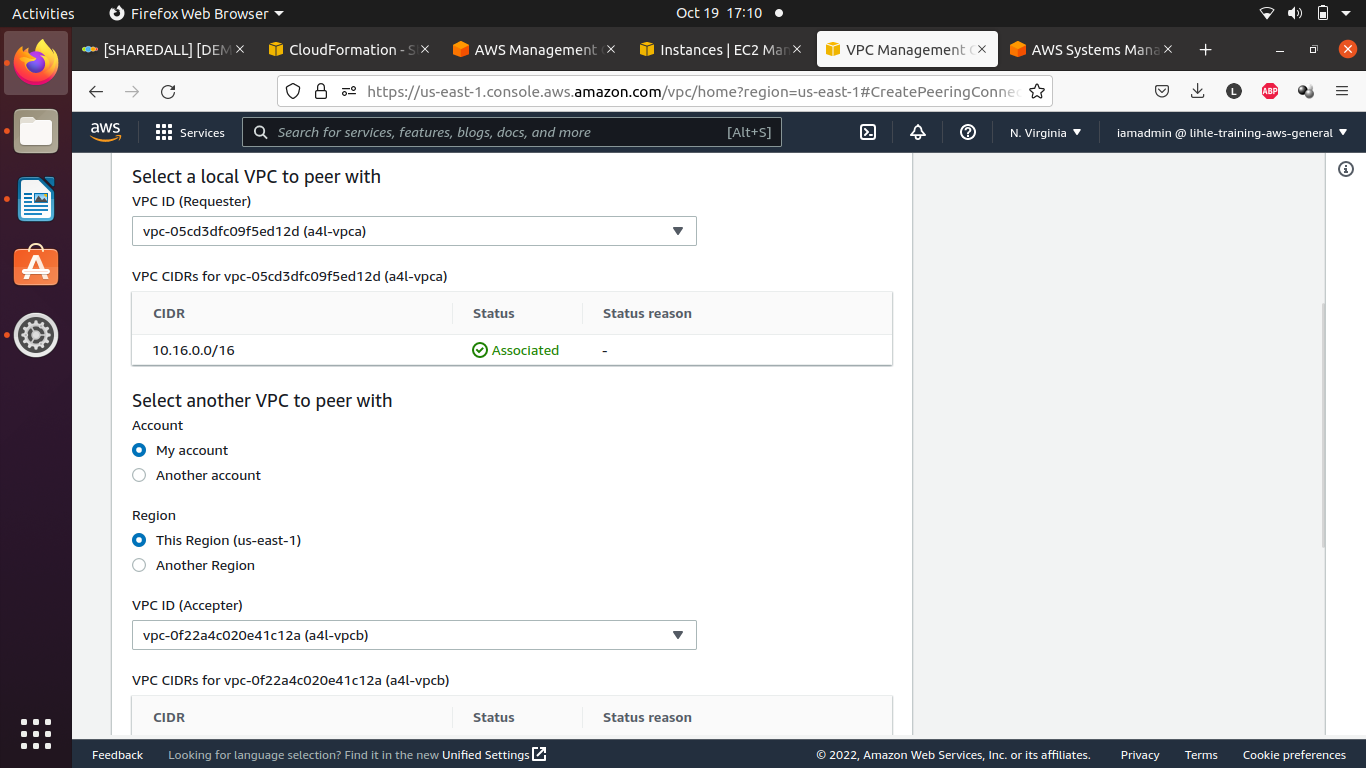 Activities Firefox Web Browser Oct 19 17:10
[SHAREDALL] [DEM CloudFormation - S AWS Management C Instances | EC2 Man VPC Management C AWS Systems Mana
https://us-east-1.console.aws.amazon.com/vpc/home?region=us-east-1#CreatePeeringConnec L ABP
aws Services Search for services, features, blogs, docs, and more [Alt+S] N. Virginia iamadmin @ lihle-training-aws-general
Select a local VPC to peer with
VPC ID (Requester)
vpc-05cd3dfc09f5ed12d (a4l-vpca)
VPC CIDRs for vpc-05cd3dfc09f5ed12d (a4l-vpca)
CIDR Status Status reason
10.16.0.0/16 Associated -
Select another VPC to peer with
Account
My account
Another account
Region
This Region (us-east-1)
Another Region
VPC ID (Accepter)
vpc-0f22a4c020e41c12a (a4l-vpcb)
VPC CIDRs for vpc-0f22a4c020e41c12a (a4l-vpcb)
CIDR Status Status reason
Feedback Looking for language selection? Find it in the new Unified Settings © 2022, Amazon Web Services, Inc. or its affiliates. Privacy Terms Cookie preferences